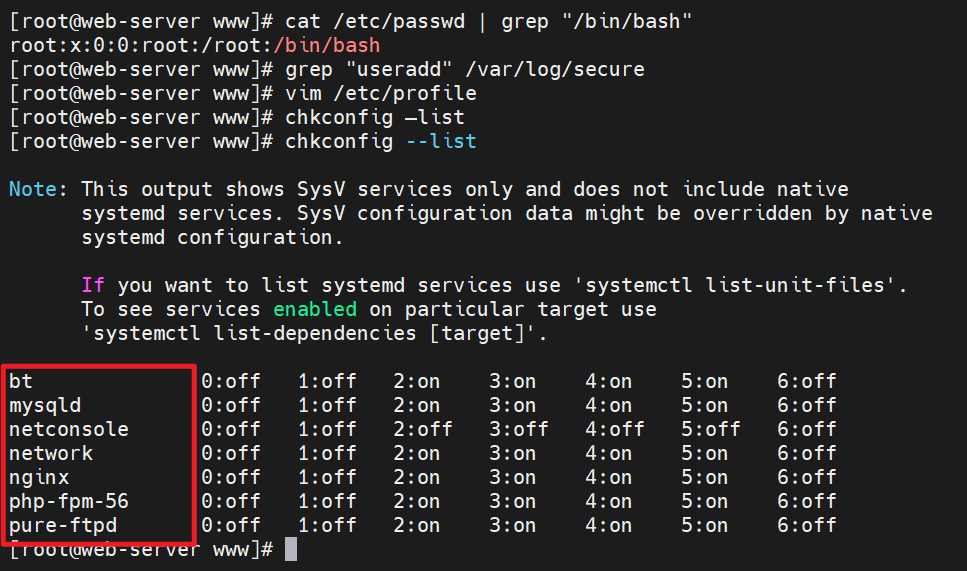 [root@web-server www]# cat /etc/passwd | grep "/bin/bash"
root:x:0:0:root:/root:/bin/bash
[root@web-server www]# grep "useradd" /var/log/secure
[root@web-server www]# vim /etc/profile
[root@web-server www]# chkconfig –list
[root@web-server www]# chkconfig --list
Note: This output shows SysV services only and does not include native
systemd services. SysV configuration data might be overridden by native
systemd configuration.
If you want to list systemd services use 'systemctl list-unit-files'.
To see services enabled on particular target use
'systemctl list-dependencies [target]'.
bt 0:off 1:off 2:on 3:on 4:on 5:on 6:off
mysqld 0:off 1:off 2:on 3:on 4:on 5:on 6:off
netconsole 0:off 1:off 2:off 3:off 4:off 5:off 6:off
network 0:off 1:off 2:on 3:on 4:on 5:on 6:off
nginx 0:off 1:off 2:on 3:on 4:on 5:on 6:off
php-fpm-56 0:off 1:off 2:on 3:on 4:on 5:on 6:off
pure-ftpd 0:off 1:off 2:on 3:on 4:on 5:on 6:off
[root@web-server www]#